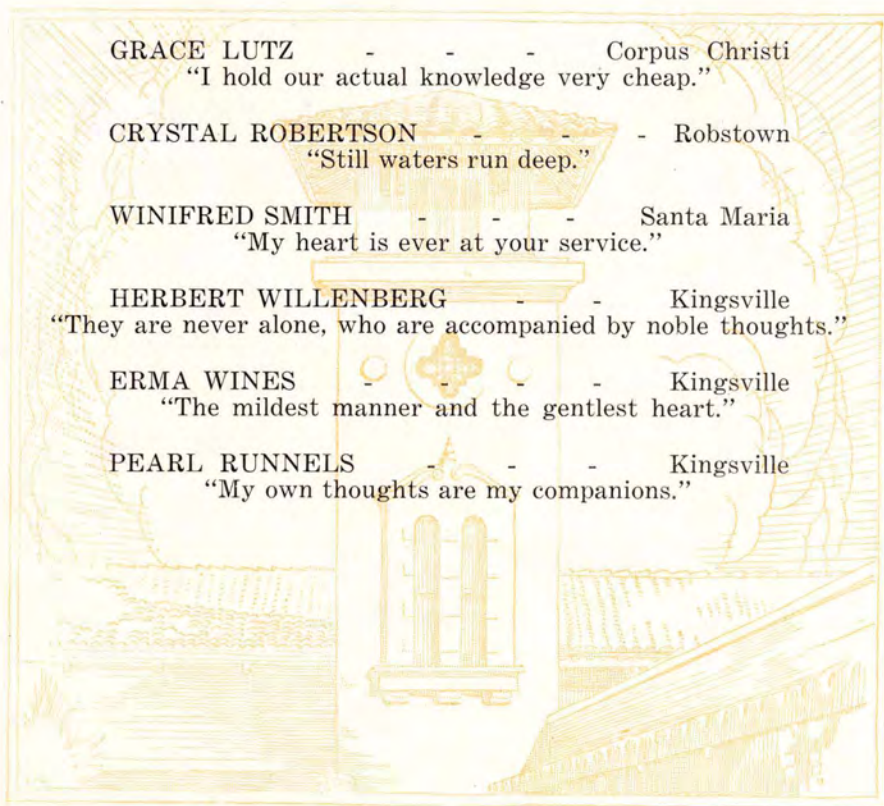 GRACE LUTZ - - - Corpus Christi
“I hold our actual knowledge very cheap.”
CRYSTAL ROBERTSON - - - Robstown
“Still waters run deep.”
WINIFRED SMITH - - - Santa Maria
“My heart is ever at your service.”
HERBERT WILLENBERG - - Kingsville
“They are never alone, who are accompanied by noble thoughts.”
ERMA WINES - - - - Kingsville
“The mildest manner and the gentlest heart.”
PEARL RUNNELS - - - Kingsville
“My own thoughts are my companions.”